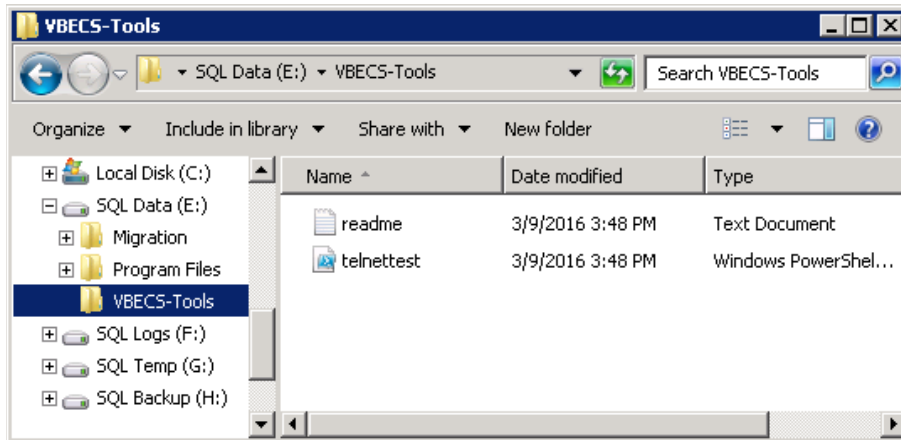 VBECS-Tools
SQL Data (E:) VBECS-Tools Search VBECS-Tools
Organize Include in library Share with New folder
Local Disk (C:)
SQL Data (E:)
Migration
Program Files
VBECS-Tools
SQL Logs (F:)
SQL Temp (G:)
SQL Backup (H:)
Name Date modified Type
readme 3/9/2016 3:48 PM Text Document
telnettest 3/9/2016 3:48 PM Windows PowerShel...